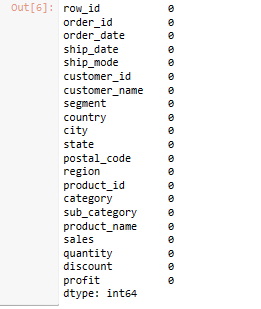 Out[6]: row_id 0
order_id 0
order_date 0
ship_date 0
ship_mode 0
customer_id 0
customer_name 0
segment 0
country 0
city 0
state 0
postal_code 0
region 0
product_id 0
category 0
sub_category 0
product_name 0
sales 0
quantity 0
discount 0
profit 0
dtype: int64